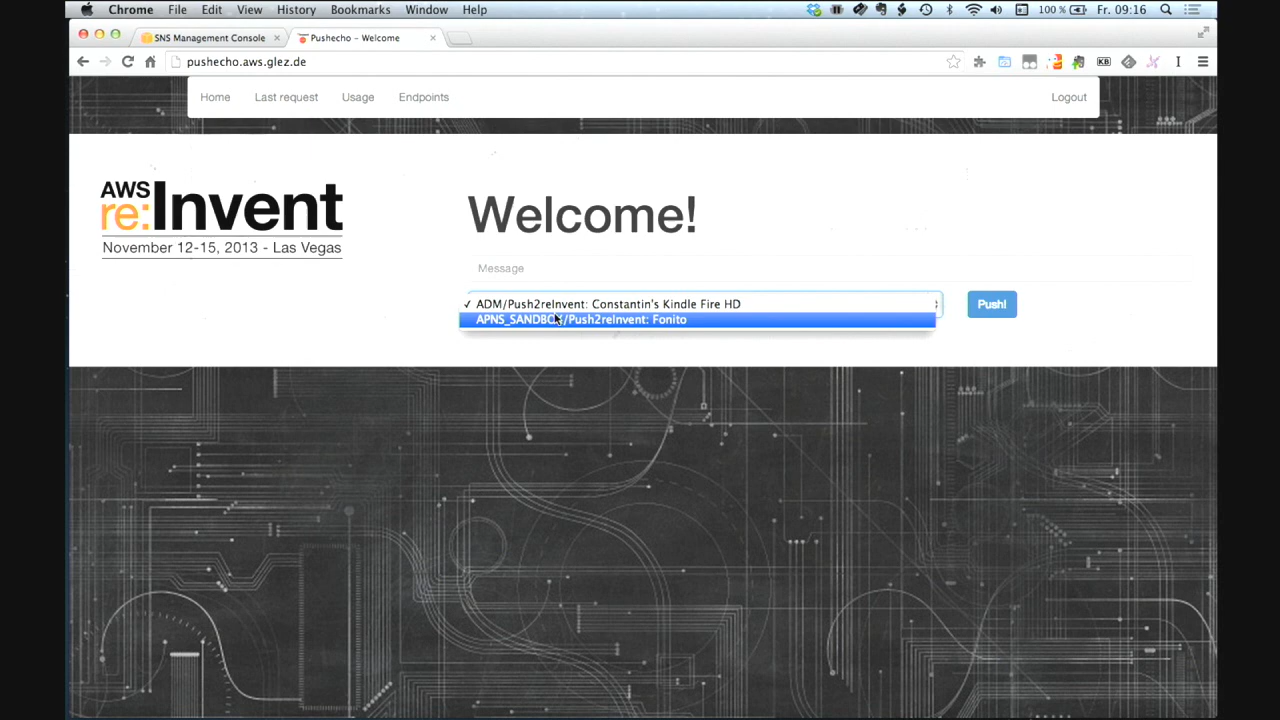 Chrome File Edit View History Bookmarks Window Help 100 % Fr. 09:16
SNS Management Console Pushecho – Welcome
pushecho.aws.glez.de KB
Home Last request Usage Endpoints Logout
AWS
re:Invent
November 12-15, 2013 - Las Vegas
Welcome!
Message
✓ ADM/Push2reInvent: Constantin's Kindle Fire HD Push!
APNS_SANDBOX/Push2reInvent: Fonito